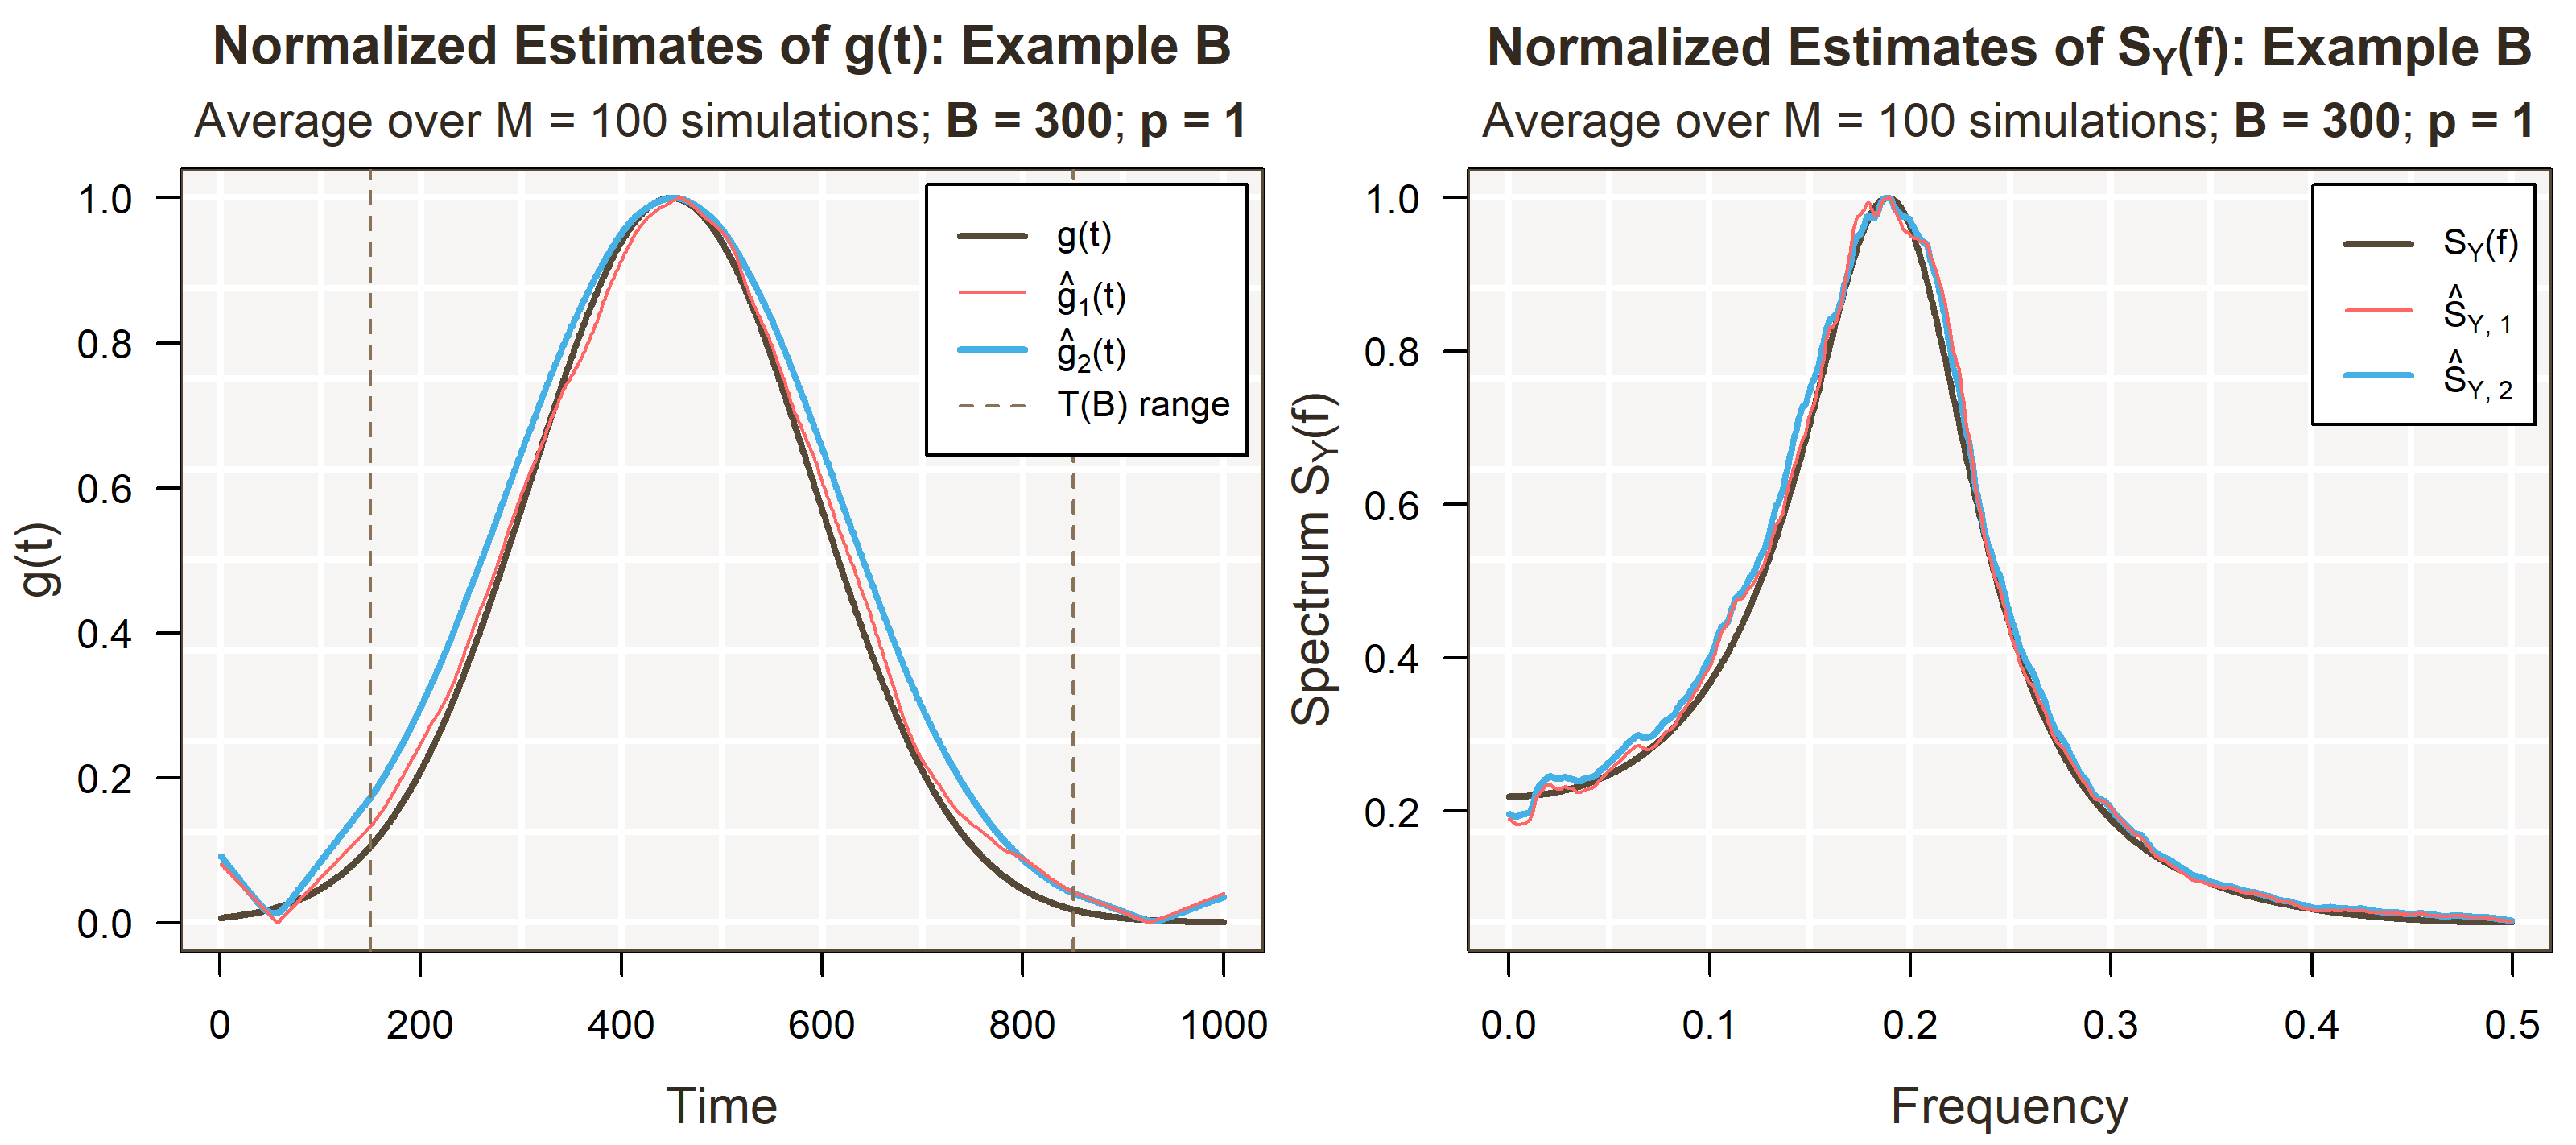 Normalized Estimates of g(t): Example B
Average over M = 100 simulations; B = 300; p = 1
g(t)
1.0
0.8
0.6
0.4
0.2
0.0
g(t)
ĝ1(t)
ĝ2(t)
T(B) range
0 200 400 600 800 1000
Time
Normalized Estimates of SY(f): Example B
Average over M = 100 simulations; B = 300; p = 1
Spectrum SY(f)
1.0
0.8
0.6
0.4
0.2
SY(f)
ŜY, 1
ŜY, 2
0.0 0.1 0.2 0.3 0.4 0.5
Frequency